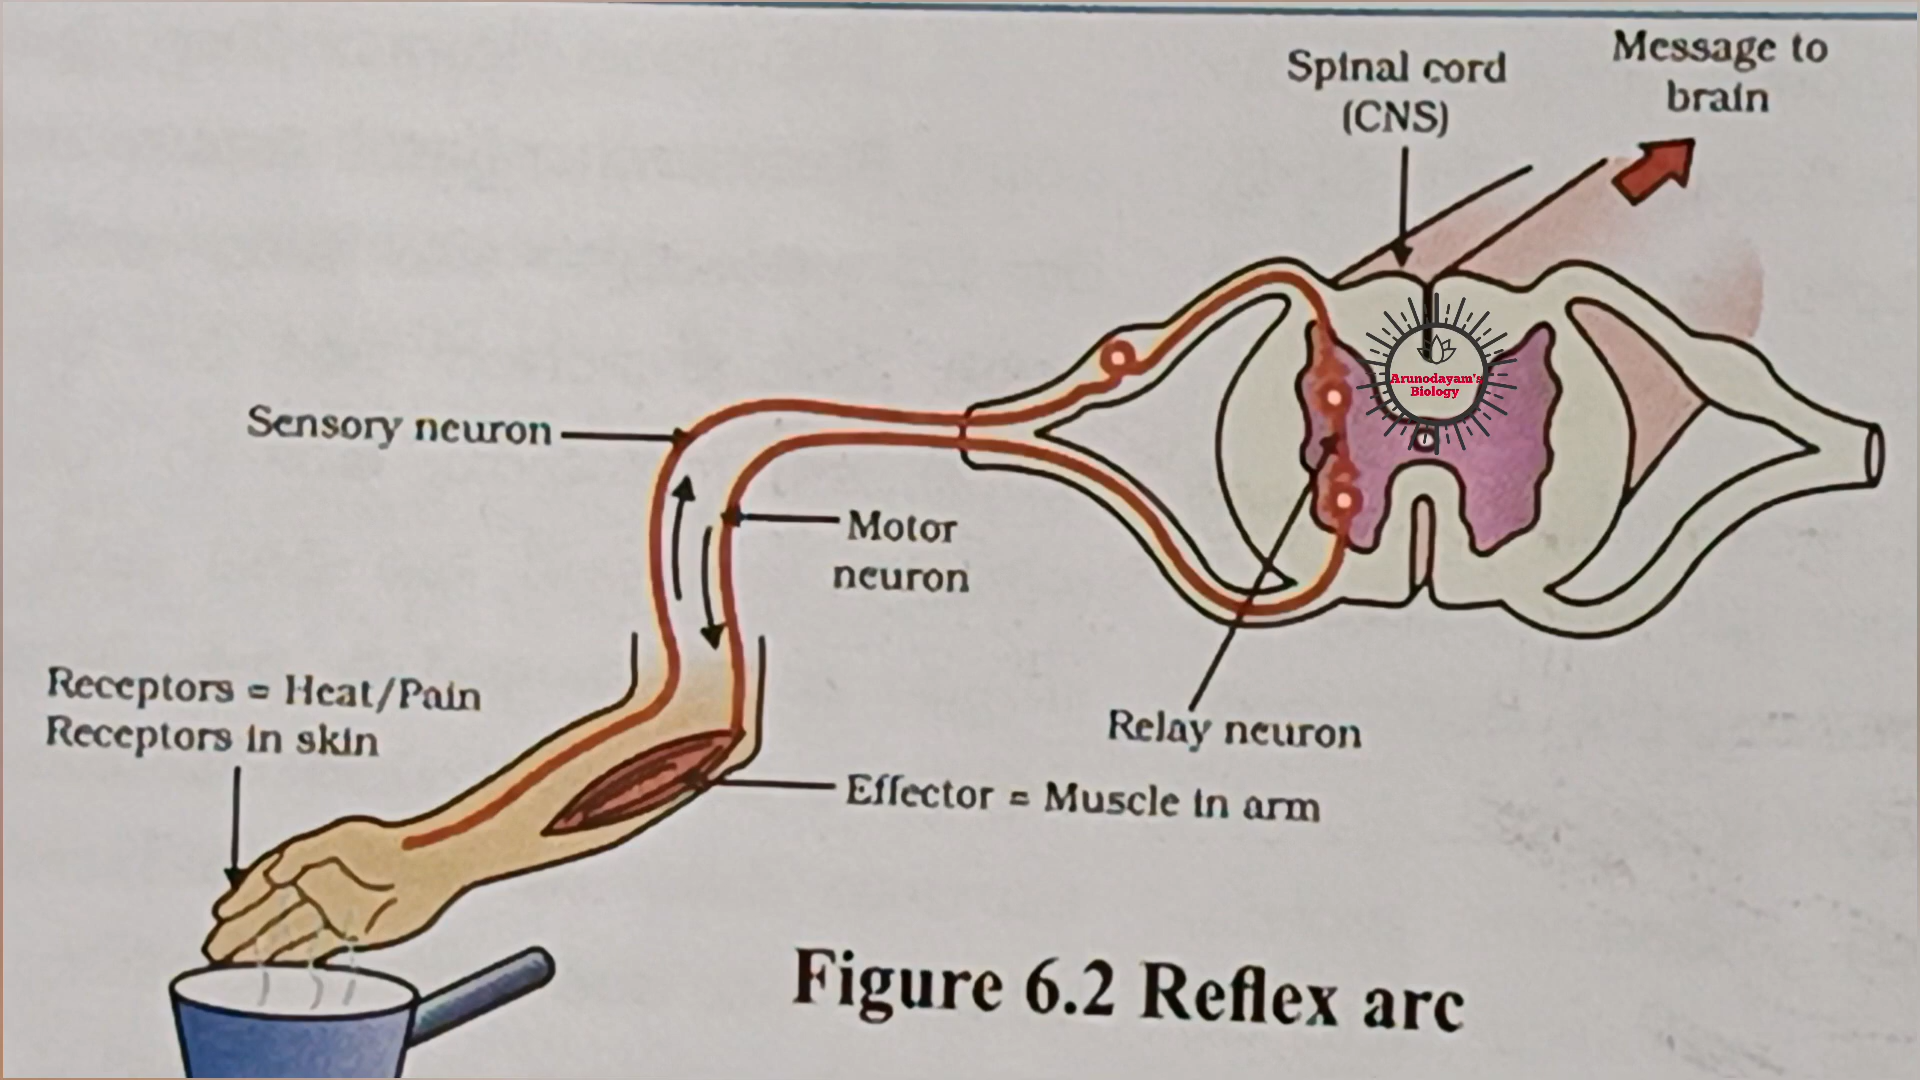 Spinal cord
(CNS)
Message to
brain
Arunodayam's
Biology
Sensory neuron
Motor
neuron
Receptors = Heat/Pain
Receptors in skin
Relay neuron
Effector = Muscle in arm
Figure 6.2 Reflex arc